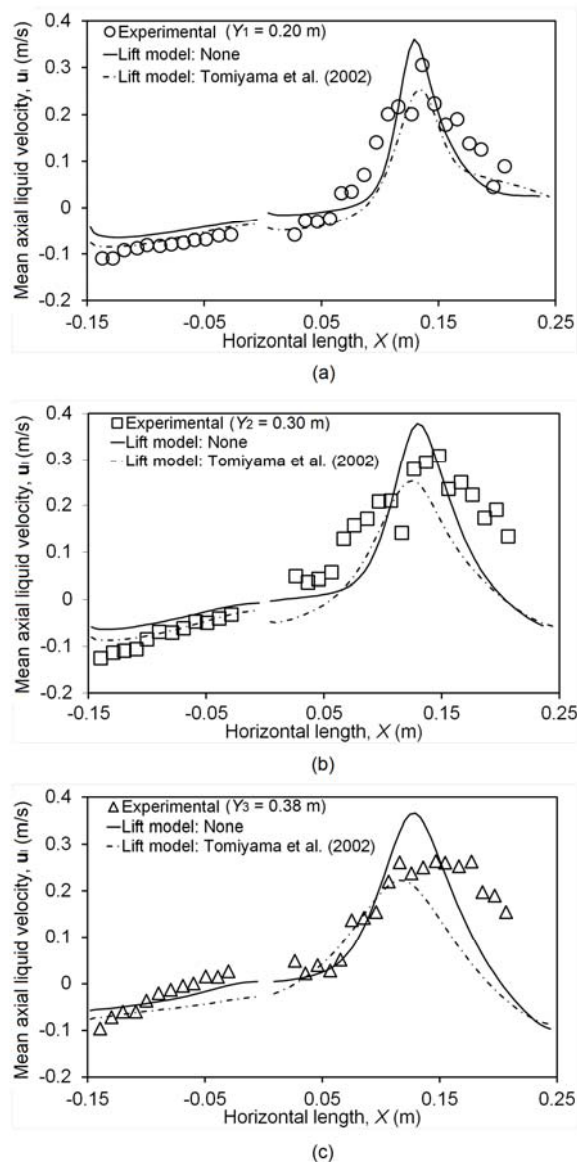 (a)
Mean axial liquid velocity, uₗ (m/s)
0.4
0.3
0.2
0.1
0
-0.1
-0.2
Experimental (Y₁ = 0.20 m)
Lift model: None
Lift model: Tomiyama et al. (2002)
-0.15 -0.05 0.05 0.15 0.25
Horizontal length, X (m)
(a)
Mean axial liquid velocity, uₗ (m/s)
0.4
0.3
0.2
0.1
0
-0.1
-0.2
Experimental (Y₂ = 0.30 m)
Lift model: None
Lift model: Tomiyama et al. (2002)
-0.15 -0.05 0.05 0.15 0.25
Horizontal length, X (m)
(b)
Mean axial liquid velocity, uₗ (m/s)
0.4
0.3
0.2
0.1
0
-0.1
-0.2
Experimental (Y₃ = 0.38 m)
Lift model: None
Lift model: Tomiyama et al. (2002)
-0.15 -0.05 0.05 0.15 0.25
Horizontal length, X (m)
(c)